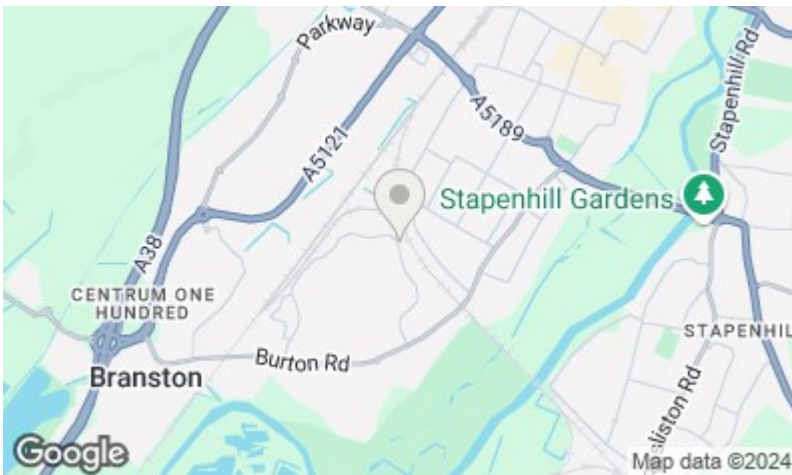 Parkway
A5121
A5189
Stapenhill Rd
Stapenhill Gardens
A38
CENTRUM ONE
HUNDRED
STAPENHIL
Burton Rd
Branston
aliston Rd
Google
Map data ©2024